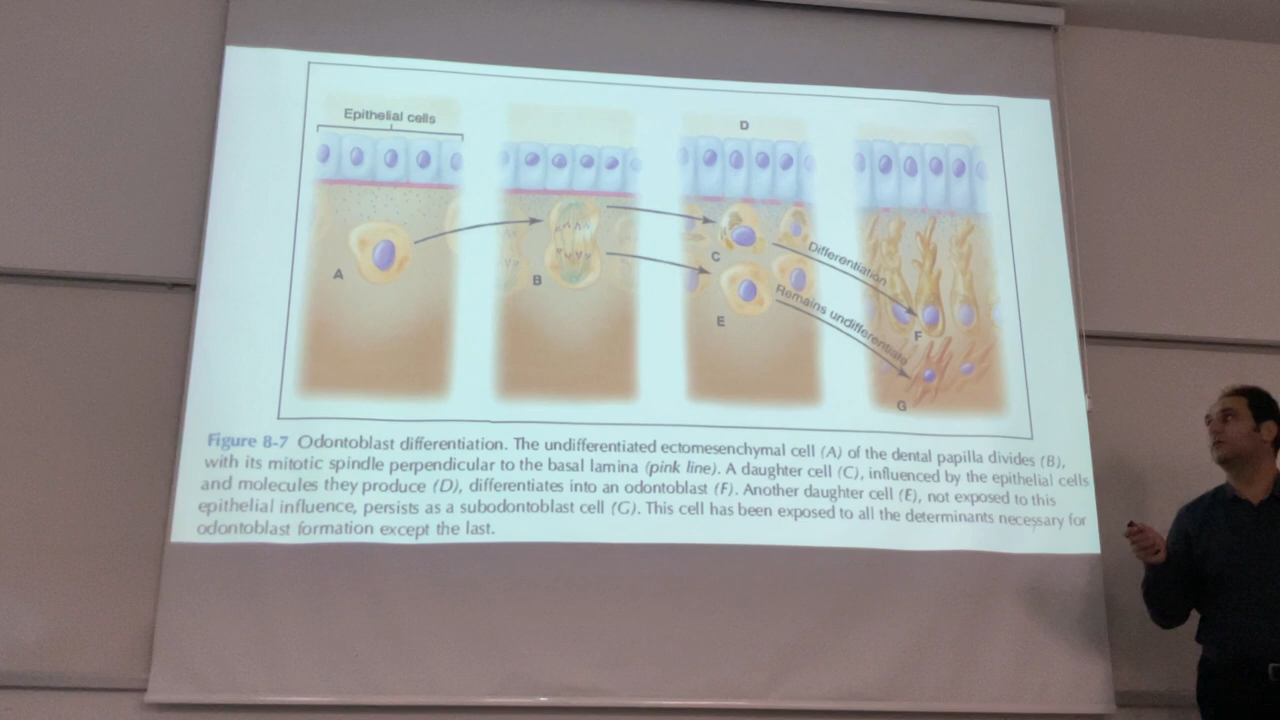 Epithelial cells
D
A
B
C
E
Differentiation
Remains undifferentiate
F
G
Figure 8-7 Odontoblast differentiation. The undifferentiated ectomesenchymal cell (A) of the dental papilla divides (B),
with its mitotic spindle perpendicular to the basal lamina (pink line). A daughter cell (C), influenced by the epithelial cells
and molecules they produce (D), differentiates into an odontoblast (F). Another daughter cell (E), not exposed to this
epithelial influence, persists as a subodontoblast cell (G). This cell has been exposed to all the determinants necessary for
odontoblast formation except the last.